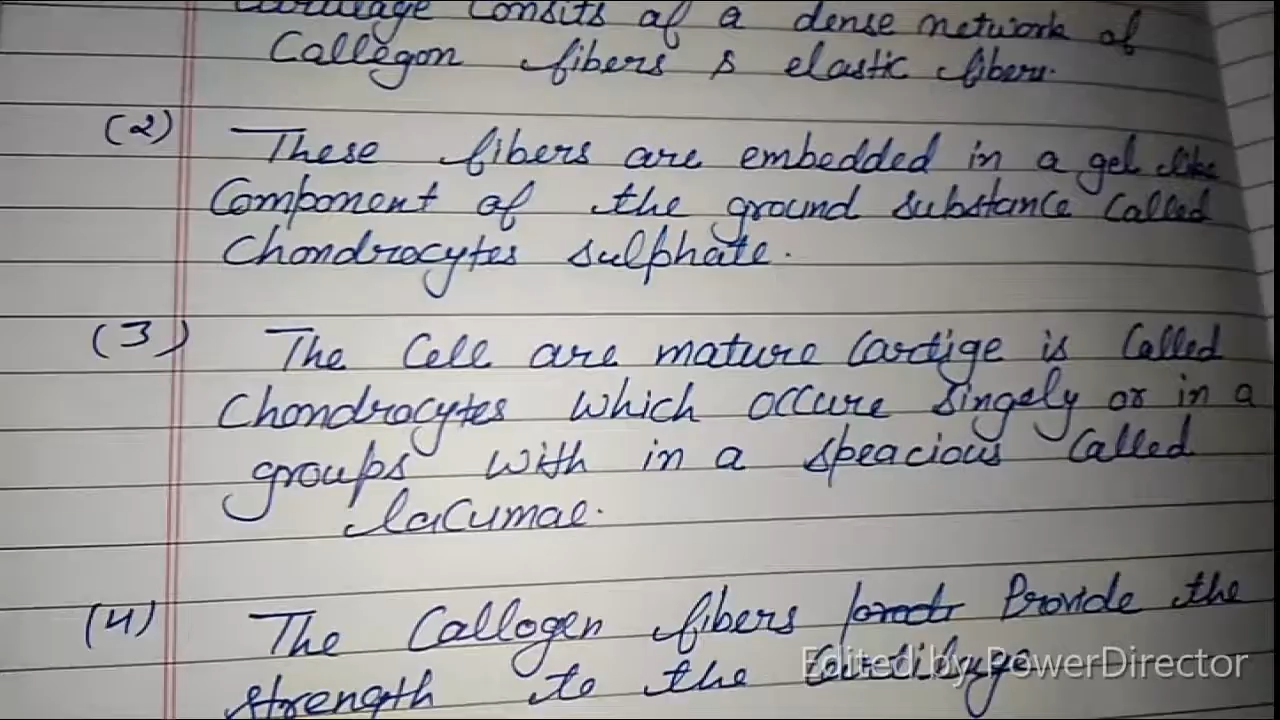 Cartilage Consits of a dense network of
Callegon fibers & elastic fibers.
(2) These fibers are embedded in a gel like
Component of the ground substance Called
Chondrocytes sulphate.
(3) The Cell are mature Cartige is Called
Chondrocytes which occure Singely or in a
groups with in a speacious Called
lacumae.
(4) The Callogen fibers Provide the
strength to the Cartiluge
Edited by PowerDirector